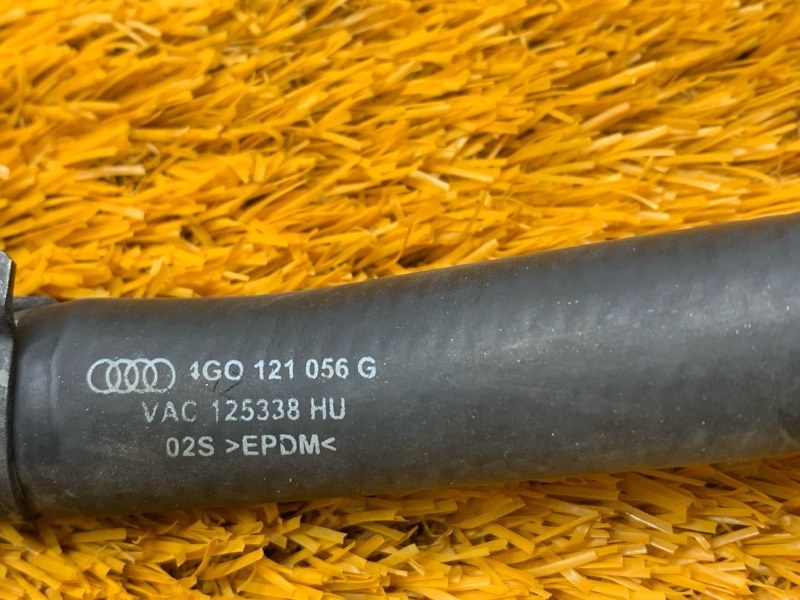 4GO 121 056 G
VAC 125338 HU
02S >EPDM<